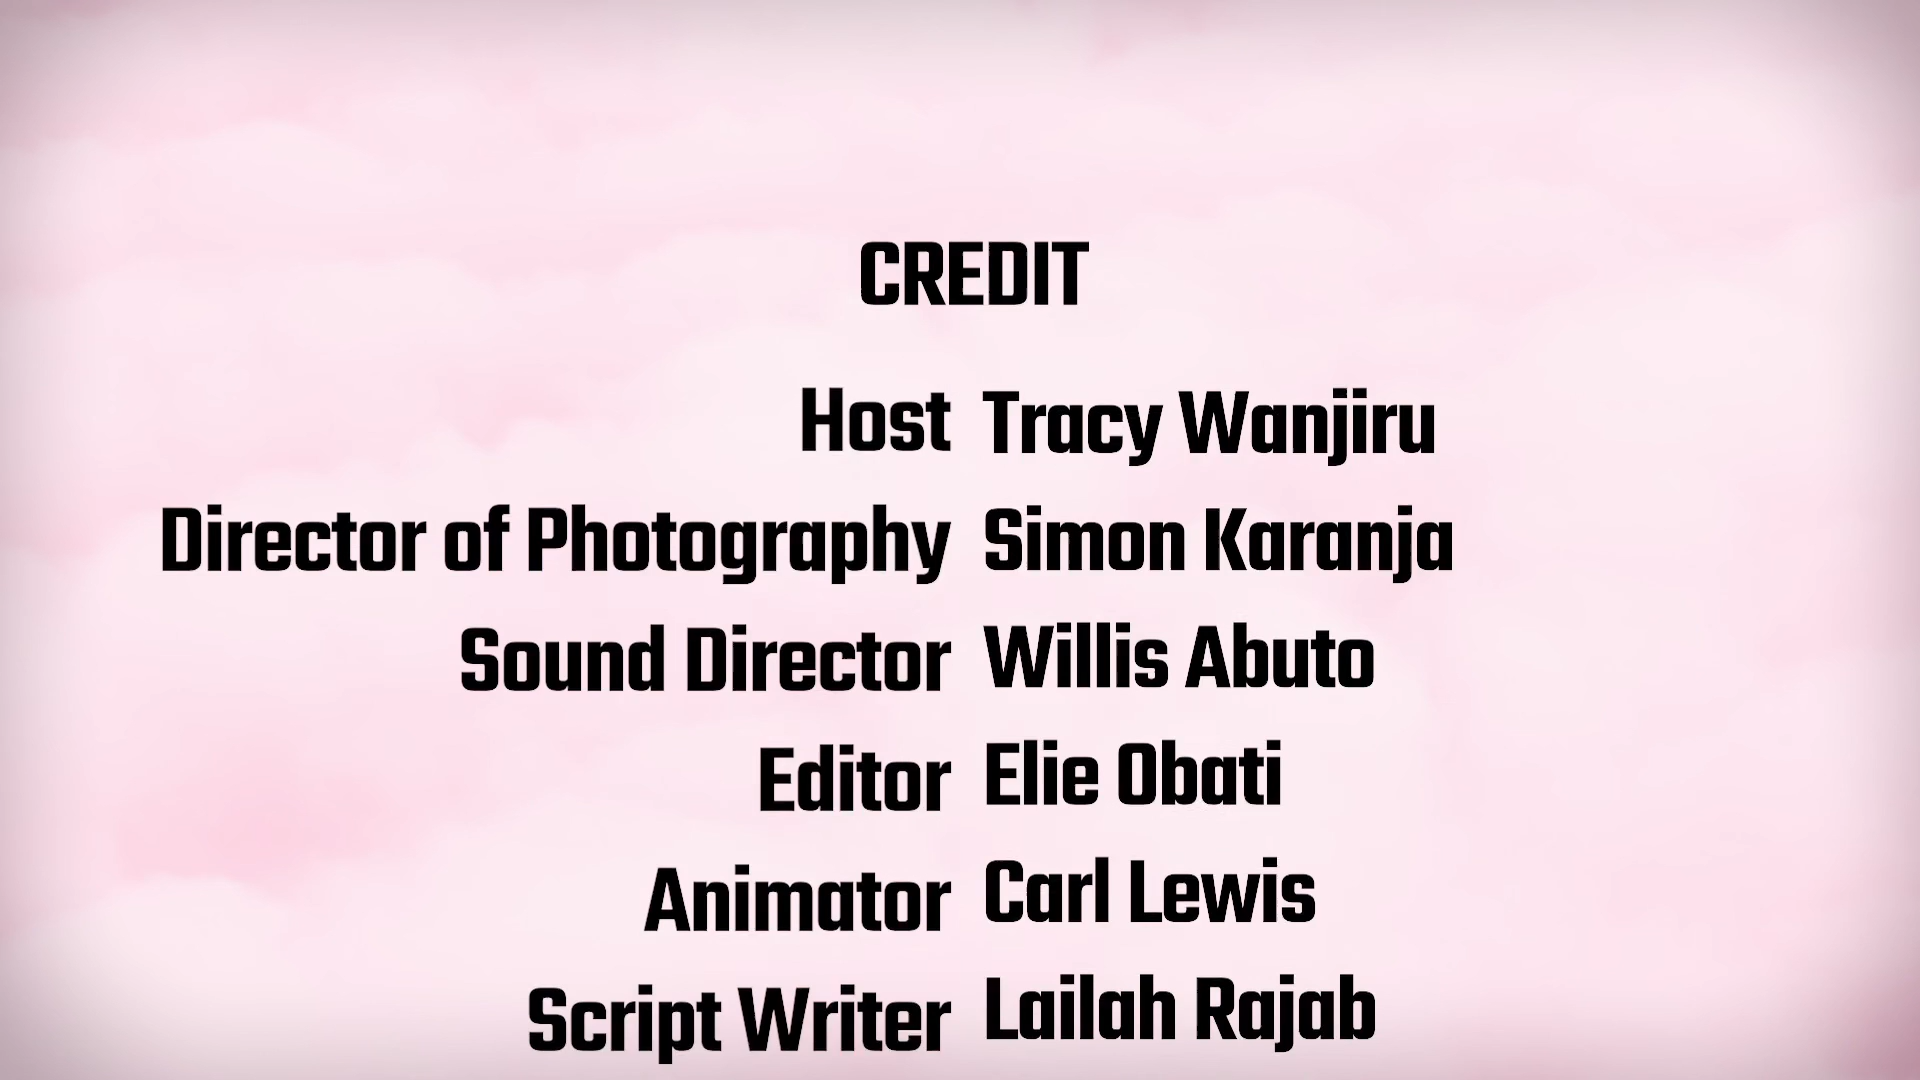 CREDIT
Host Tracy Wanjiru
Director of Photography Simon Karanja
Sound Director Willis Abuto
Editor Elie Obati
Animator Carl Lewis
Script Writer Lailah Rajab